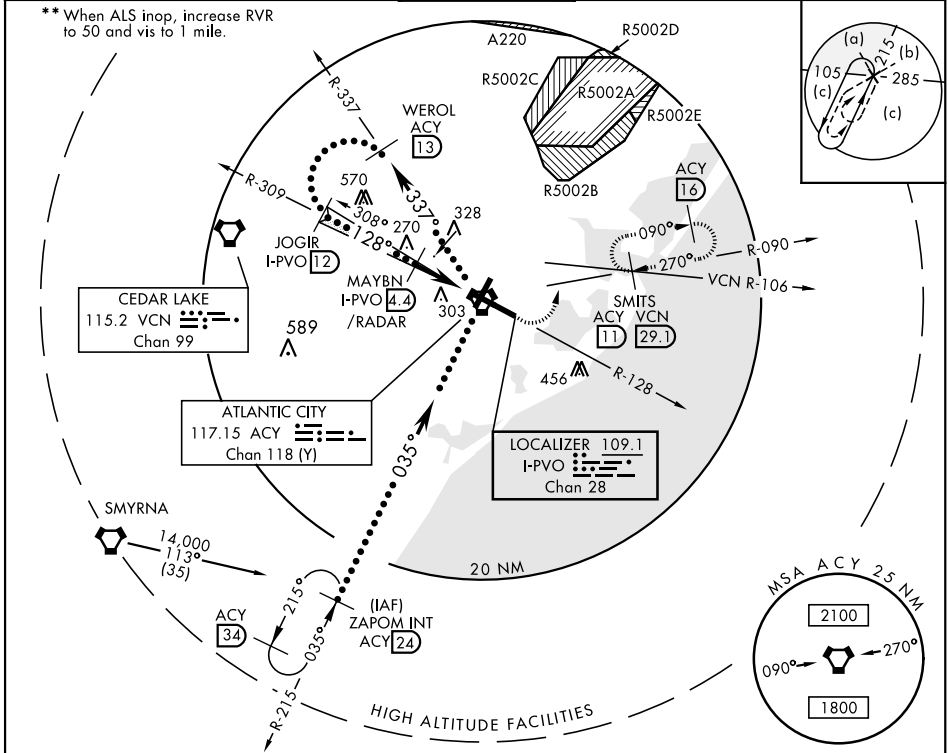 ** When ALS inop, increase RVR
to 50 and vis to 1 mile.
A220
R5002D
R5002C
R5002A
R5002E
R5002B
(a)
215
(b)
105
285
(c)
(c)
R-337
WEROL
ACY
13
R-309
570
337°
328
308°
270
128°
JOGIR
I-PVO 12
MAYBN
I-PVO 4.4
/RADAR
303
ACY
16
090°
R-090
270°
VCN R-106
SMITS
ACY VCN
11 29.1
CEDAR LAKE
115.2 VCN
Chan 99
589
456
R-128
ATLANTIC CITY
117.15 ACY
Chan 118 (Y)
035°
LOCALIZER 109.1
I-PVO
Chan 28
SMYRNA
14,000
113°
(35)
20 NM
215°
035°
(IAF)
ZAPOM INT
ACY 24
ACY
34
R-215
HIGH ALTITUDE FACILITIES
MSA ACY 25 NM
2100
090°
270°
1800